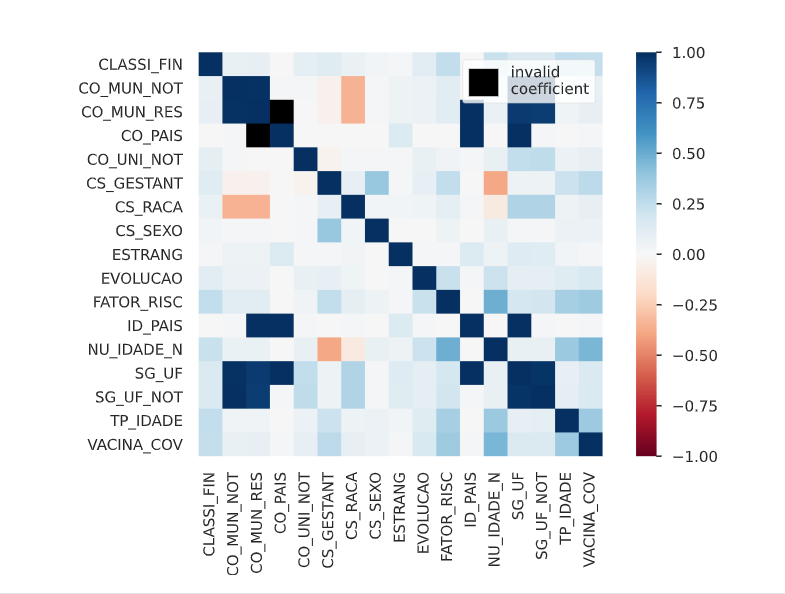 CLASSI_FIN
CO_MUN_NOT
CO_MUN_RES
CO_PAIS
CO_UNI_NOT
CS_GESTANT
CS_RACA
CS_SEXO
ESTRANG
EVOLUCAO
FATOR_RISC
ID_PAIS
NU_IDADE_N
SG_UF
SG_UF_NOT
TP_IDADE
VACINA_COV
invalid
coefficient
1.00
0.75
0.50
0.25
0.00
−0.25
−0.50
−0.75
−1.00
CLASSI_FIN
CO_MUN_NOT
CO_MUN_RES
CO_PAIS
CO_UNI_NOT
CS_GESTANT
CS_RACA
CS_SEXO
ESTRANG
EVOLUCAO
FATOR_RISC
ID_PAIS
NU_IDADE_N
SG_UF
SG_UF_NOT
TP_IDADE
VACINA_COV